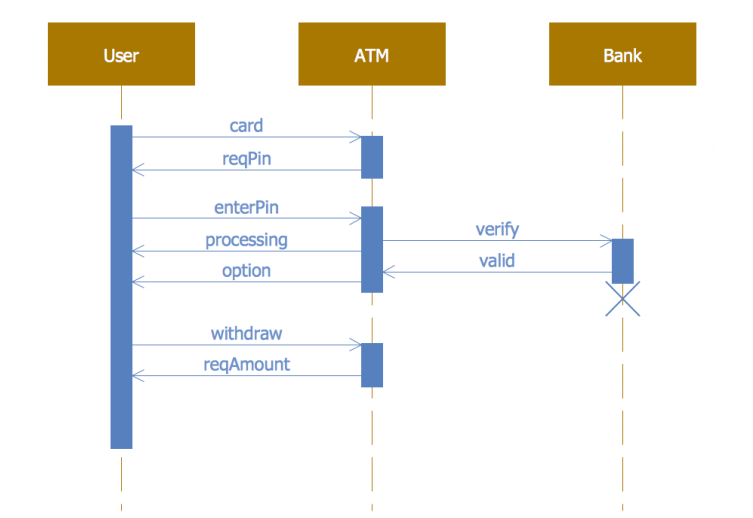 User
ATM
Bank
card
reqPin
enterPin
verify
processing
valid
option
withdraw
reqAmount